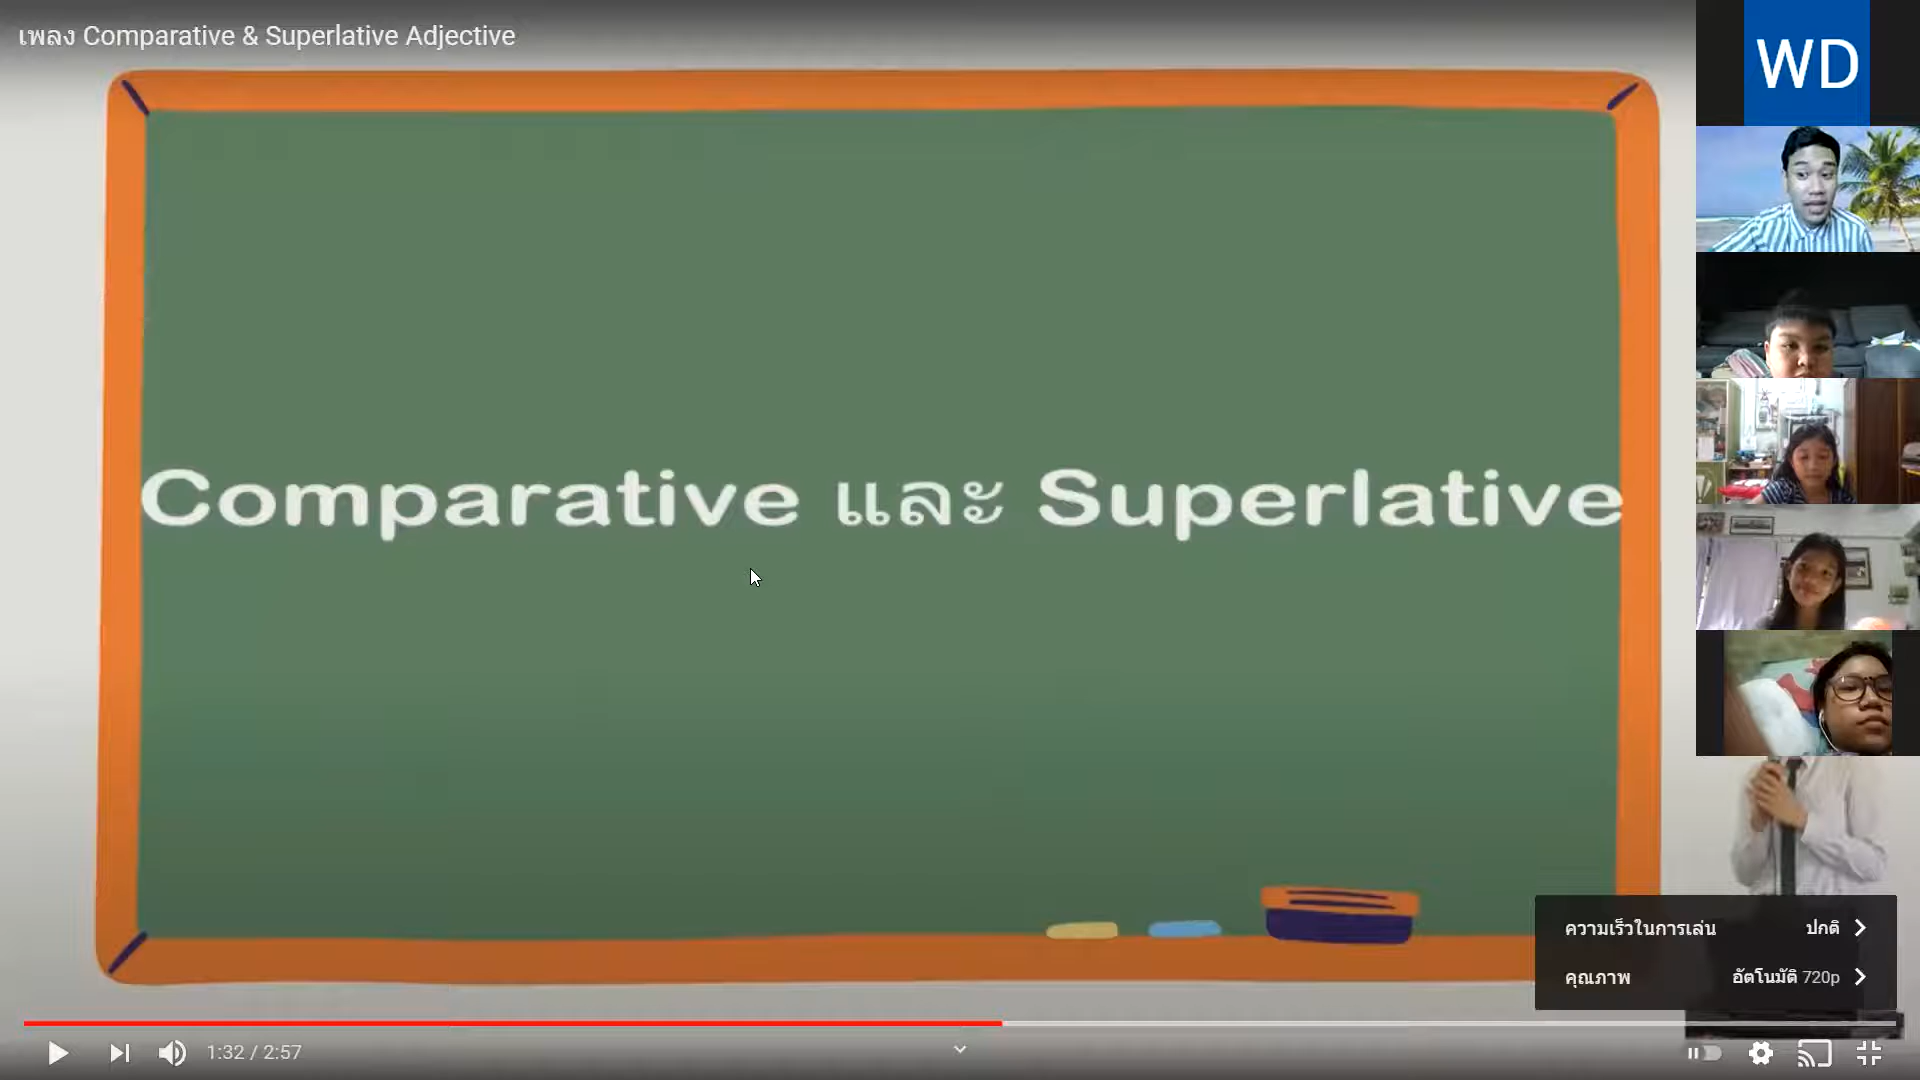 เพลง Comparative & Superlative Adjective
WD
Comparative และ Superlative
ความเร็วในการเล่น ปกติ
คุณภาพ อัตโนมัติ 720p
1:32 / 2:57